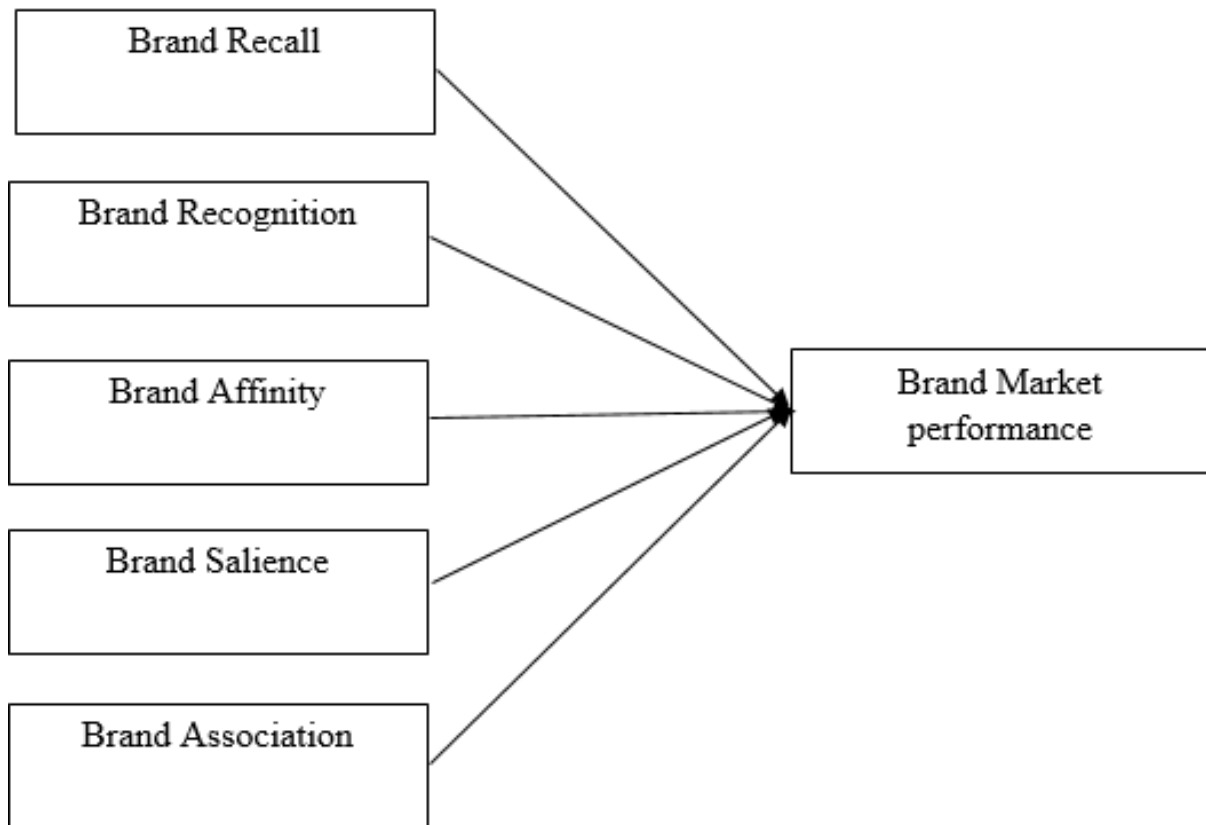 Brand Recall
Brand Recognition
Brand Affinity
Brand Market
performance
Brand Salience
Brand Association